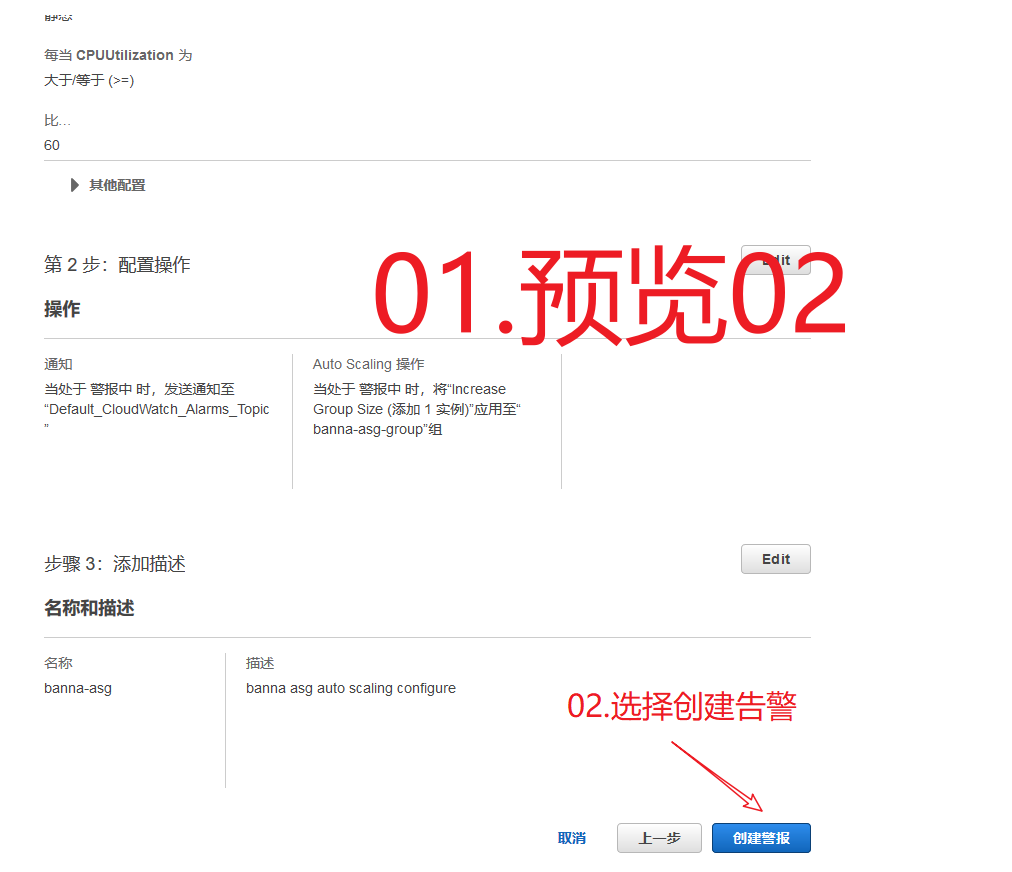 静态
每当 CPUUtilization 为
大于/等于 (>=)
比...
60
其他配置
第 2 步：配置操作
Edit
01.预览02
操作
通知
当处于 警报中 时，发送通知至
“Default_CloudWatch_Alarms_Topic
”
Auto Scaling 操作
当处于 警报中 时，将“Increase
Group Size (添加 1 实例)”应用至“
banna-asg-group”组
步骤 3：添加描述
Edit
名称和描述
名称
banna-asg
描述
banna asg auto scaling configure
02.选择创建告警
取消
上一步
创建警报